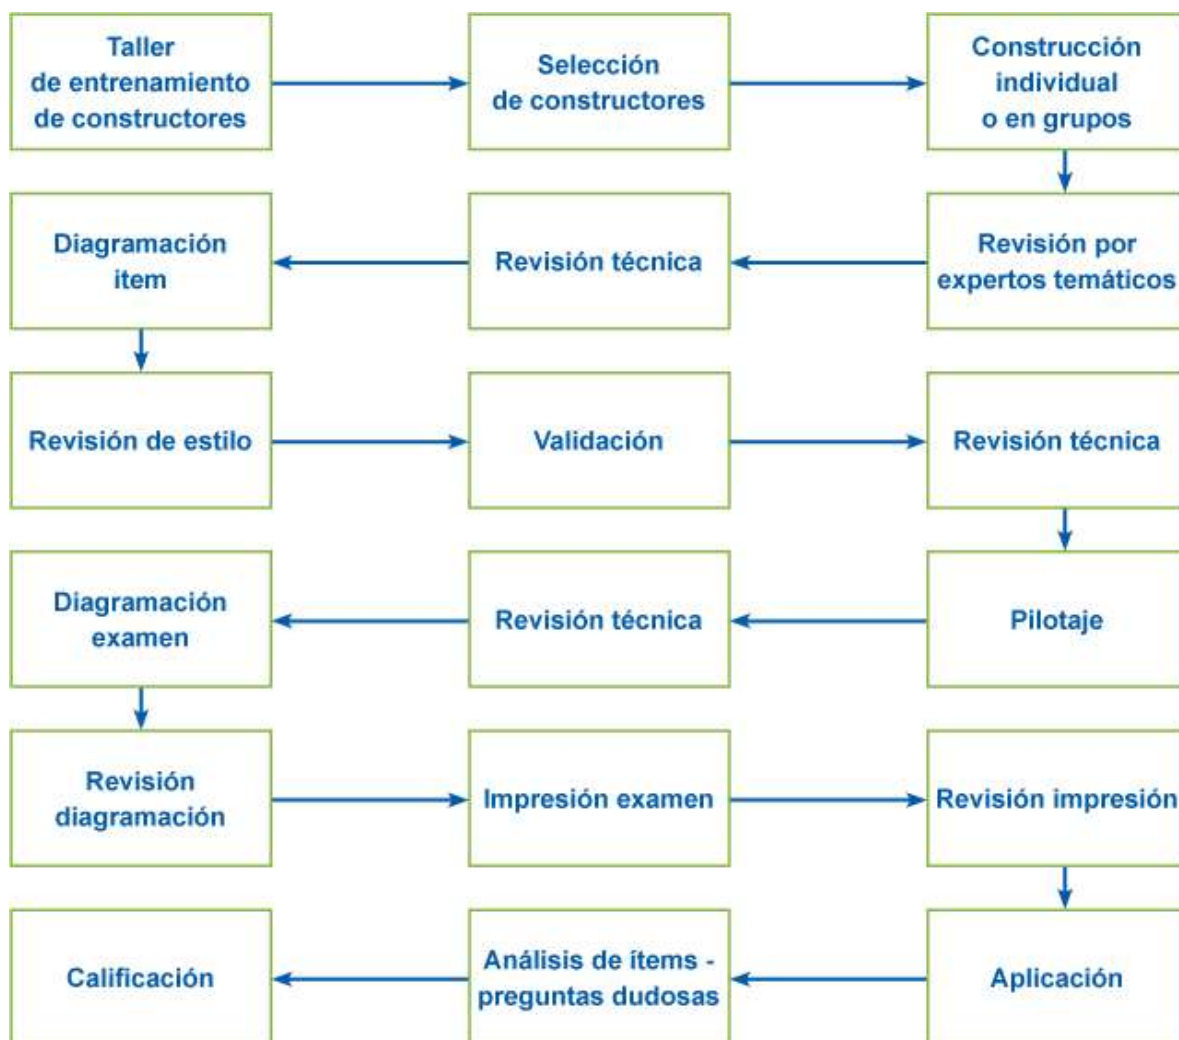 Taller
de entrenamiento
de constructores
Selección
de constructores
Construcción
individual
o en grupos
Revisión por
expertos temáticos
Revisión técnica
Diagramación
item
Revisión de estilo
Validación
Revisión técnica
Pilotaje
Revisión técnica
Diagramación
examen
Revisión
diagramación
Impresión examen
Revisión impresión
Aplicación
Análisis de ítems -
preguntas dudosas
Calificación